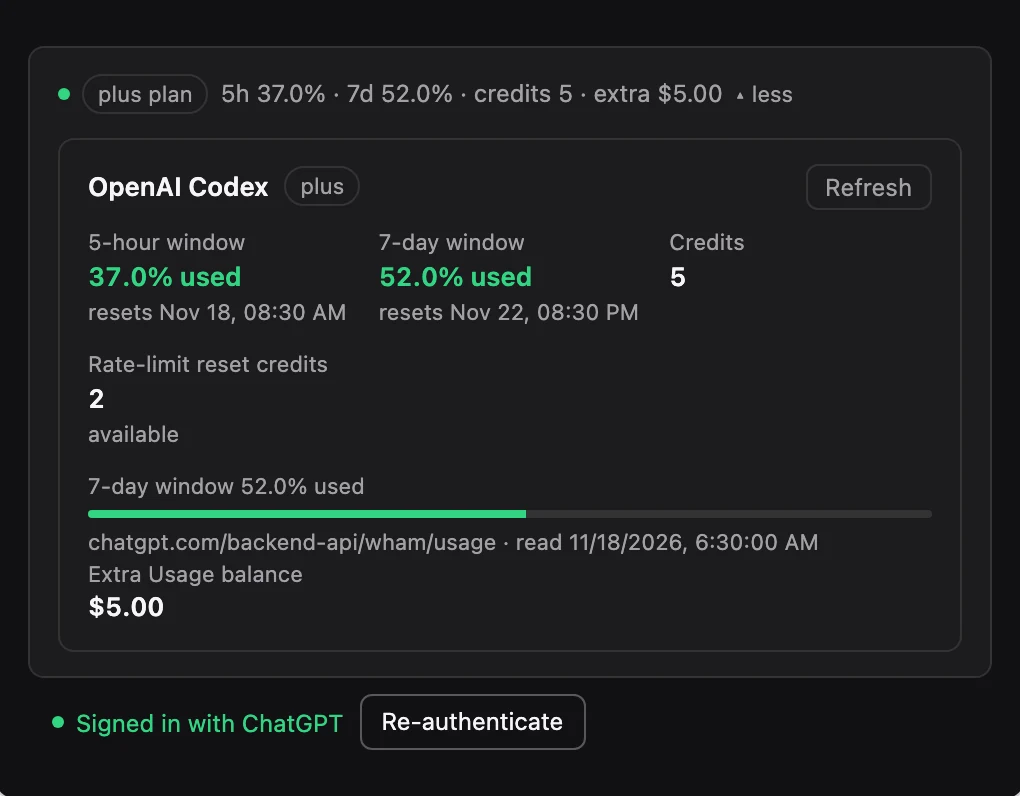 plus plan 5h 37.0% · 7d 52.0% · credits 5 · extra $5.00 ▴ less
OpenAI Codex plus Refresh
5-hour window 7-day window Credits
37.0% used 52.0% used 5
resets Nov 18, 08:30 AM resets Nov 22, 08:30 PM
Rate-limit reset credits
2
available
7-day window 52.0% used
chatgpt.com/backend-api/wham/usage · read 11/18/2026, 6:30:00 AM
Extra Usage balance
$5.00
Signed in with ChatGPT Re-authenticate